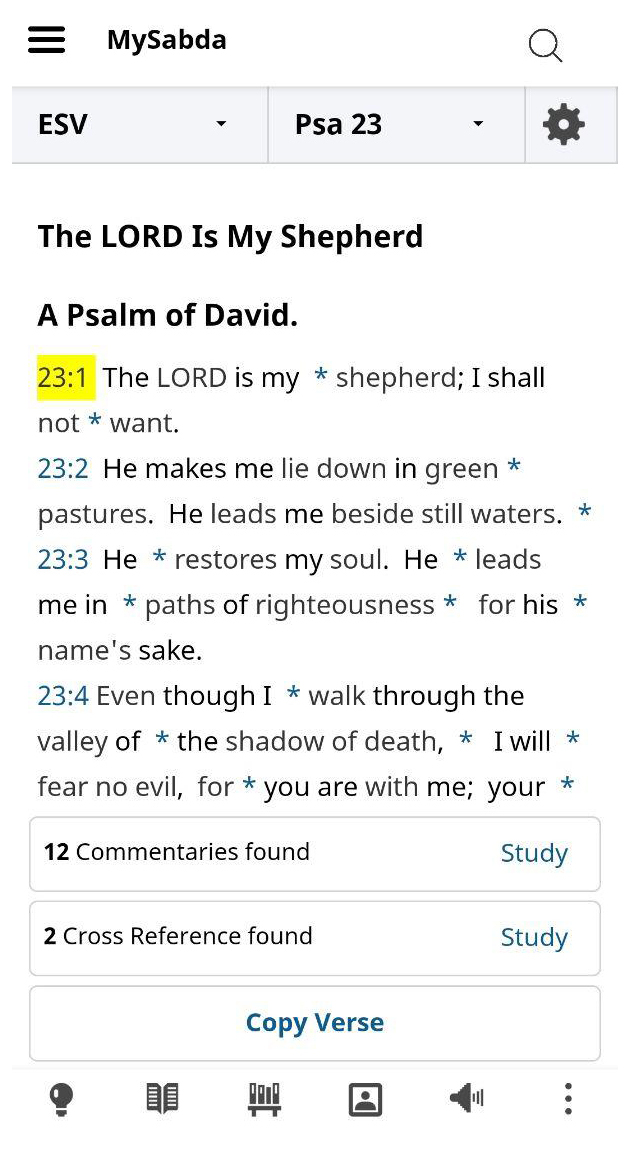 MySabda
ESV
Psa 23
The LORD Is My Shepherd
A Psalm of David.
23:1 The LORD is my * shepherd; I shall
not * want.
23:2 He makes me lie down in green *
pastures. He leads me beside still waters. *
23:3 He * restores my soul. He * leads
me in * paths of righteousness * for his *
name's sake.
23:4 Even though I * walk through the
valley of * the shadow of death, * I will *
fear no evil, for * you are with me; your *
12 Commentaries found
Study
2 Cross Reference found
Study
Copy Verse